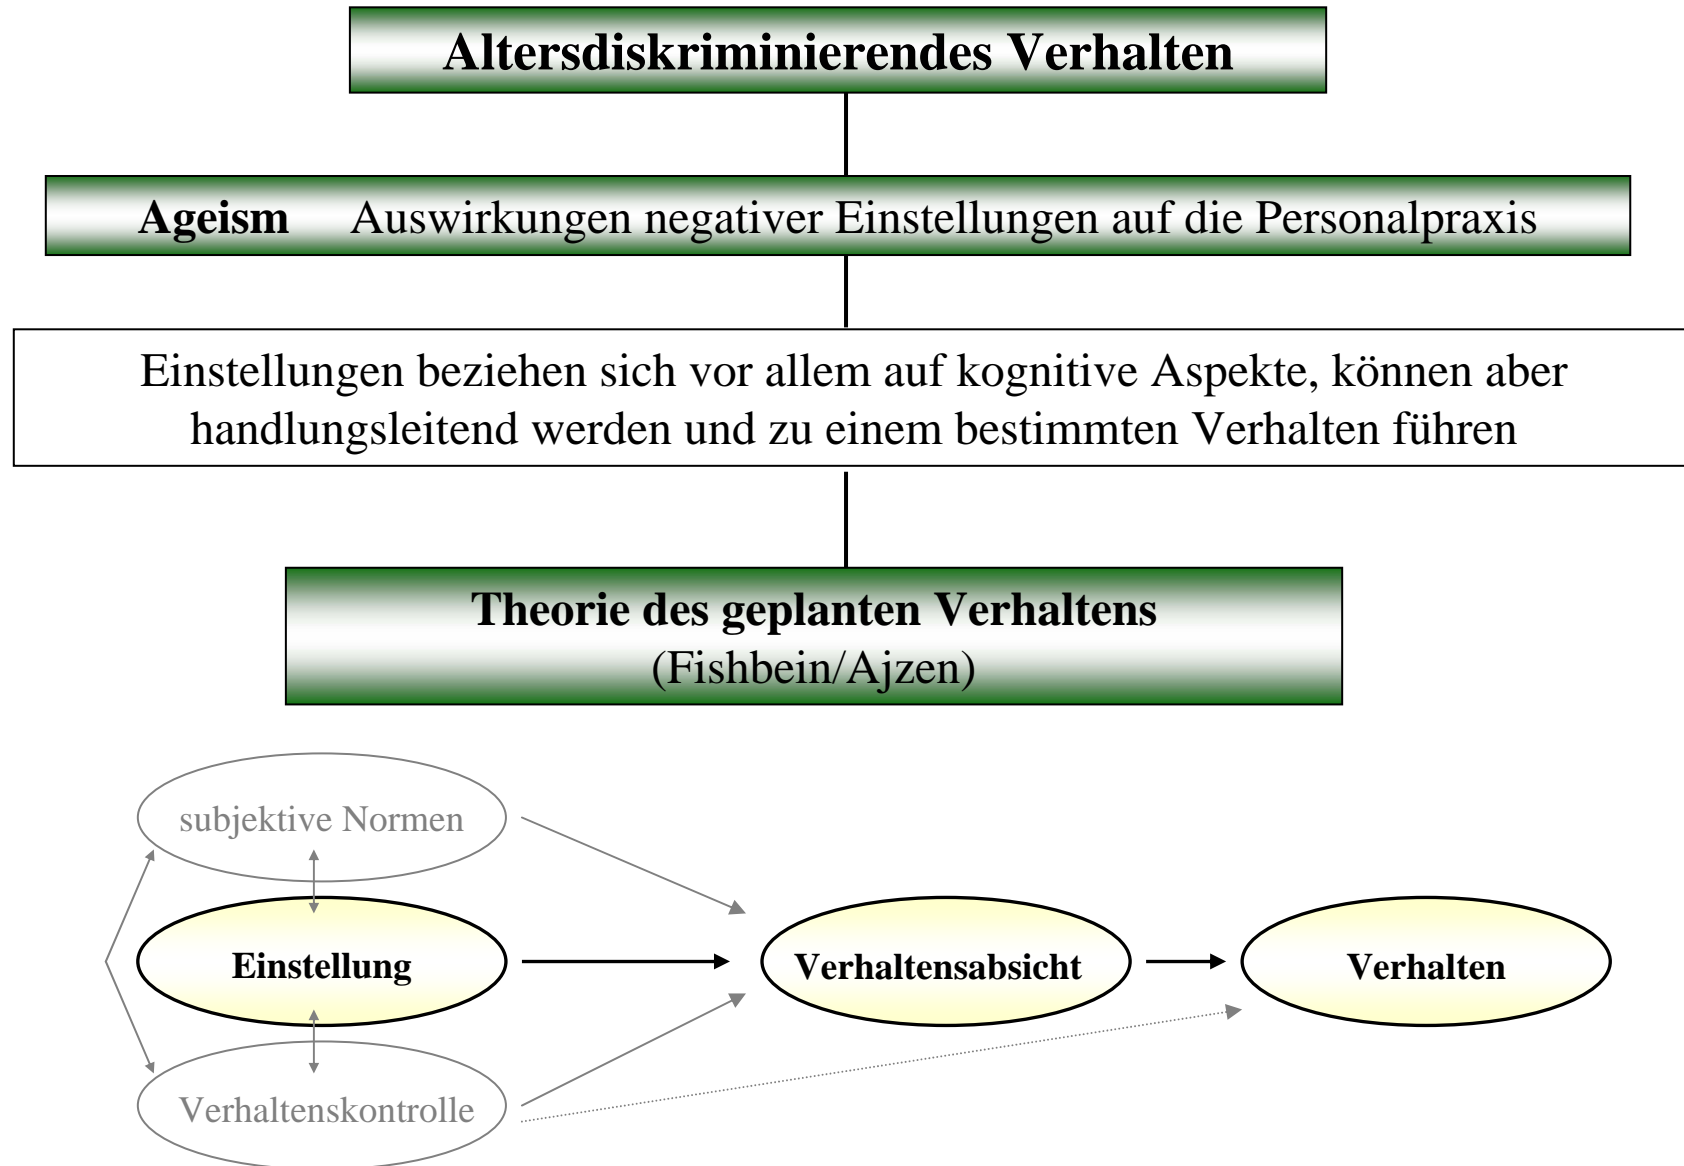 Altersdiskriminierendes Verhalten
Ageism Auswirkungen negativer Einstellungen auf die Personalpraxis
Einstellungen beziehen sich vor allem auf kognitive Aspekte, können aber
handlungsleitend werden und zu einem bestimmten Verhalten führen
Theorie des geplanten Verhaltens
(Fishbein/Ajzen)
subjektive Normen
Einstellung
Verhaltensabsicht
Verhalten
Verhaltenskontrolle